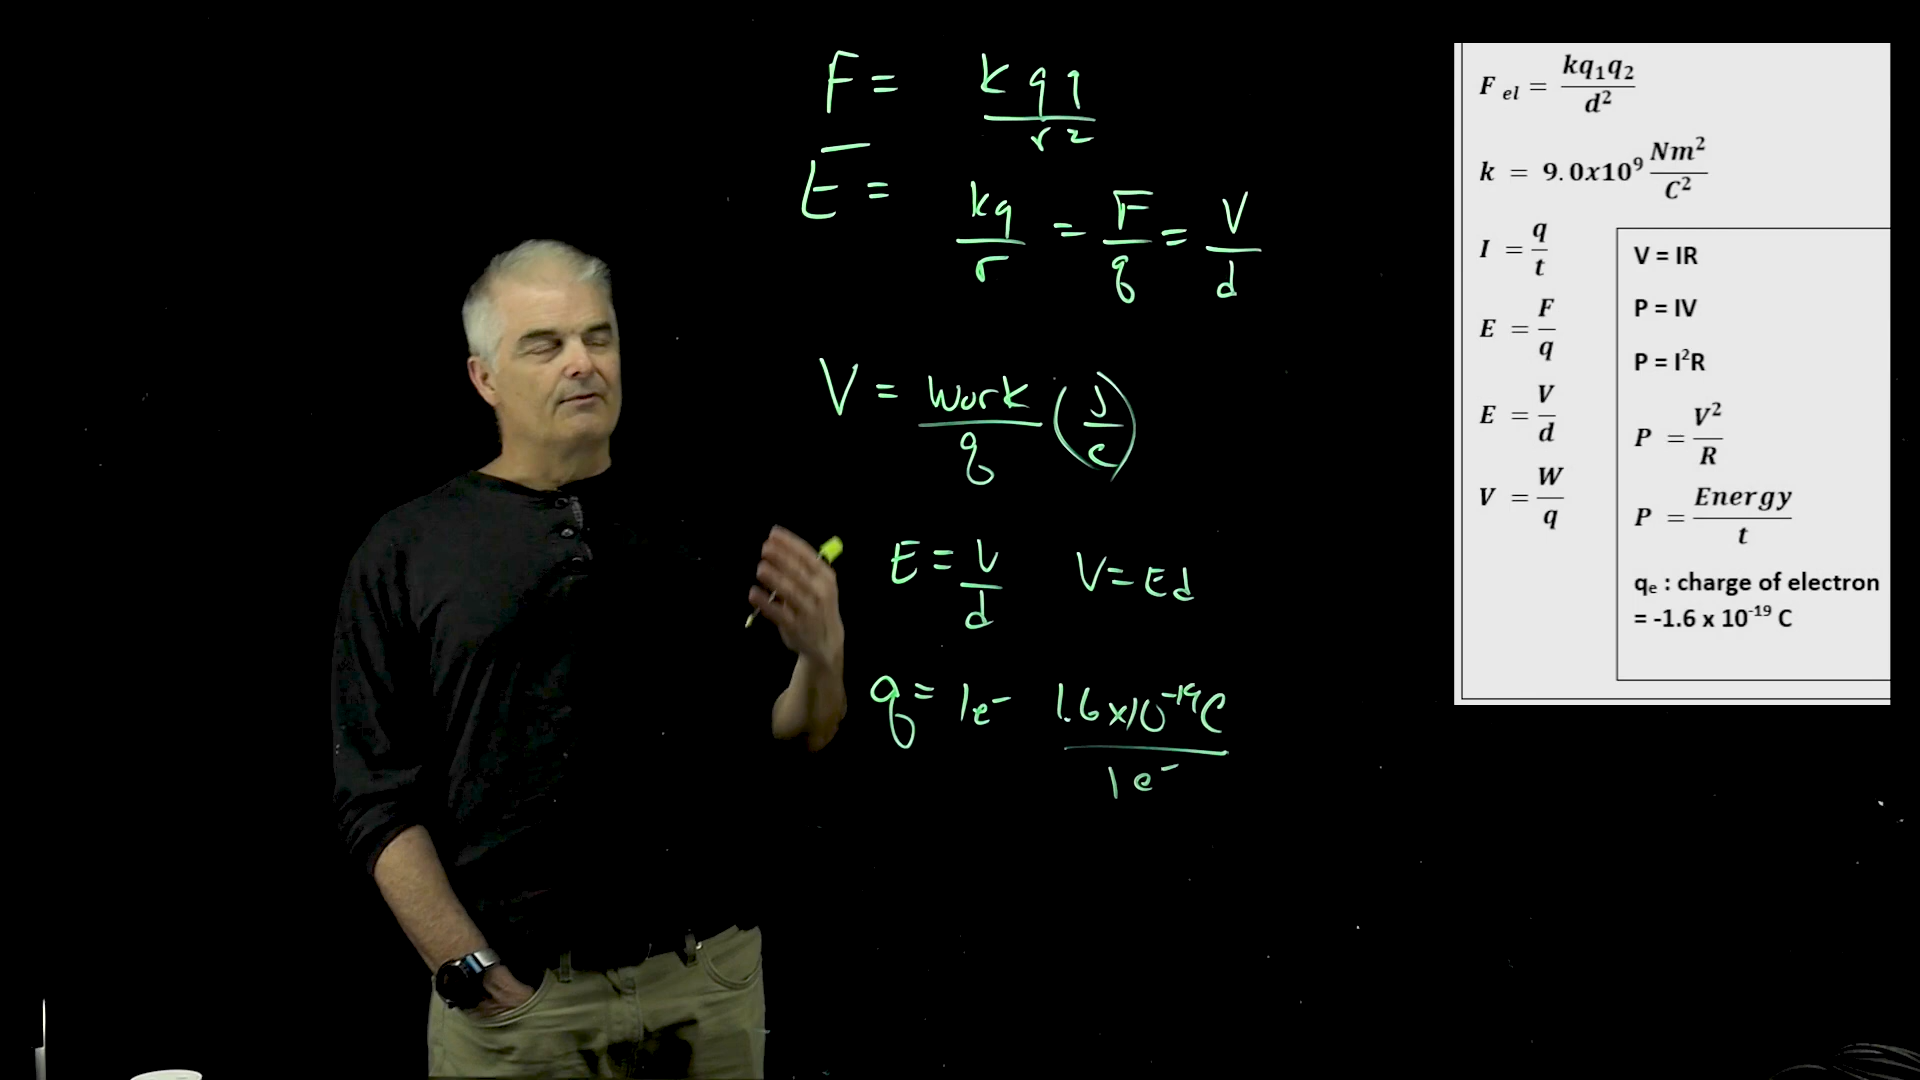 F = kqq/r²
E = kq/r = F/q = V/d
V = Work/q (J/C)
E = V/d V = Ed
q = 1e⁻ 1.6x10⁻¹⁹C/1e⁻
F el = kq₁q₂/d²
k = 9.0x10⁹ Nm²/C²
I = q/t
E = F/q
E = V/d
V = W/q
V = IR
P = IV
P = I²R
P = V²/R
P = Energy/t
qₑ : charge of electron
= -1.6 x 10⁻¹⁹ C